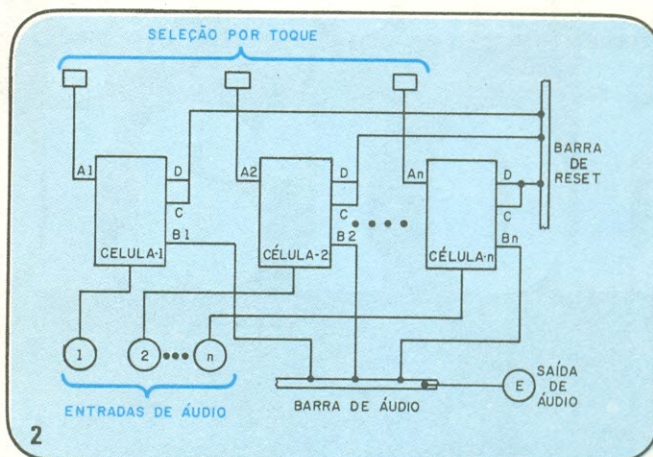 SELEÇÃO POR TOQUE
A1
D
C
B1
CELULA-1
A2
D
C
B2
CÉLULA-2
An
D
C
Bn
CÉLULA-n
BARRA
DE
RESET
1
2
n
ENTRADAS DE ÁUDIO
BARRA DE ÁUDIO
E
SAÍDA
DE
ÁUDIO
2